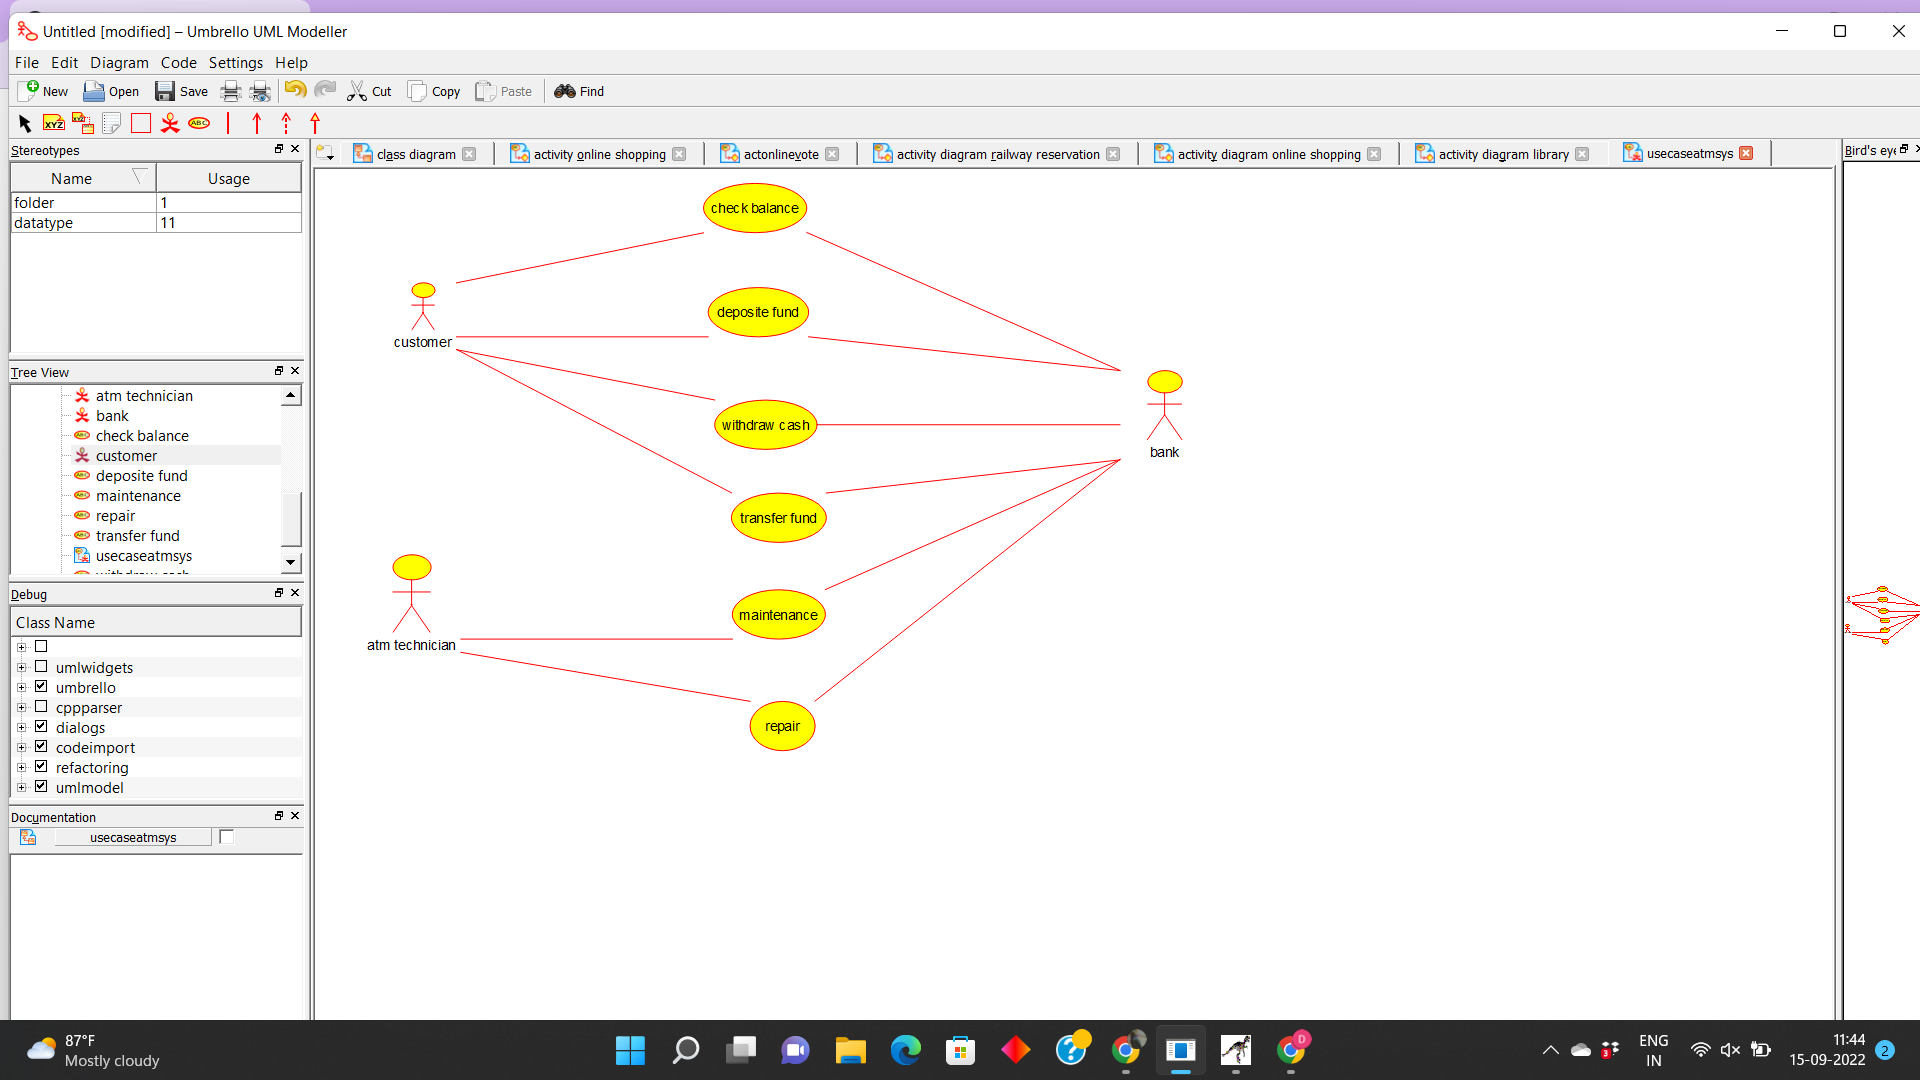 Untitled [modified] – Umbrello UML Modeller
File Edit Diagram Code Settings Help
New Open Save Cut Copy Paste Find
XYZ XYZ ABC
Stereotypes
Name Usage
folder 1
datatype 11
Tree View
atm technician
bank
check balance
customer
deposite fund
maintenance
repair
transfer fund
usecaseatmsys
Debug
Class Name
umlwidgets
umbrello
cppparser
dialogs
codeimport
refactoring
umlmodel
Documentation
usecaseatmsys
class diagram activity online shopping actonlinevote activity diagram railway reservation activity diagram online shopping activity diagram library usecaseatmsys
Bird's eye
check balance
customer
deposite fund
withdraw cash
bank
transfer fund
atm technician
maintenance
repair
87°F
Mostly cloudy
D
3
ENG
IN
11:44
15-09-2022
2